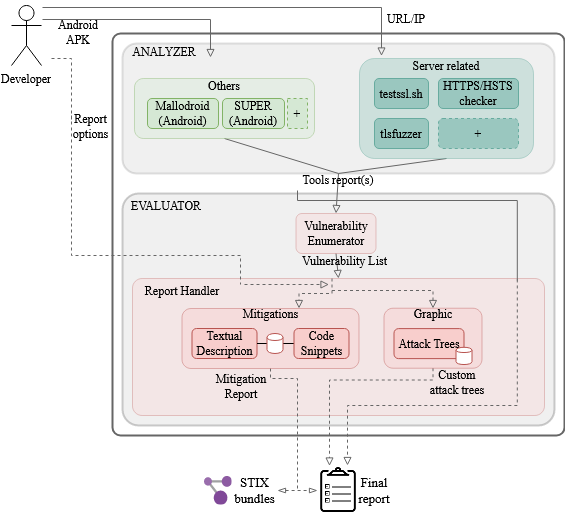 URL/IP
Android
APK
Developer
ANALYZER
Server related
Others
testssl.sh
HTTPS/HSTS
checker
Mallodroid
(Android)
SUPER
(Android)
+
tlsfuzzer
+
Report
options
Tools report(s)
EVALUATOR
Vulnerability
Enumerator
Vulnerability List
Report Handler
Mitigations
Graphic
Textual
Description
Code
Snippets
Attack Trees
Mitigation
Report
Custom
attack trees
STIX
bundles
Final
report